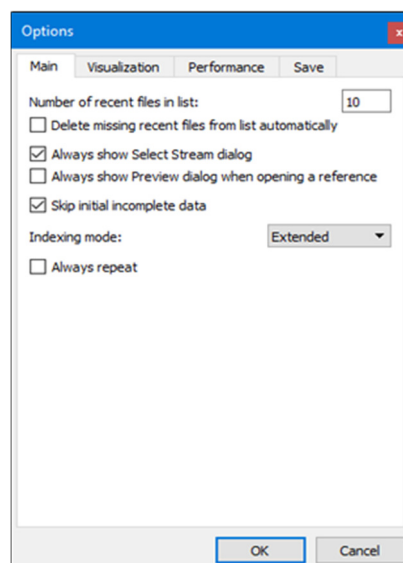 Options
x
Main Visualization Performance Save
Number of recent files in list: 10
Delete missing recent files from list automatically
Always show Select Stream dialog
Always show Preview dialog when opening a reference
Skip initial incomplete data
Indexing mode: Extended
Always repeat
OK Cancel